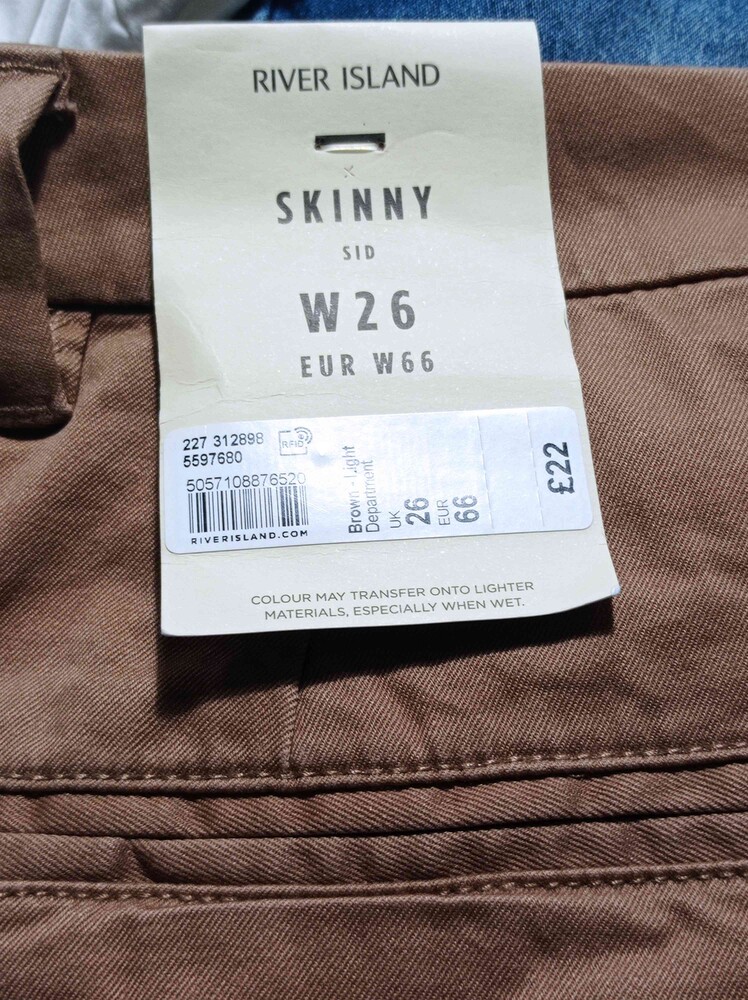 RIVER ISLAND
SKINNY
SID
W26
EUR W66
227 312898
5597680
RFID
5057108876520
RIVERISLAND.COM
Brown - Light
Department
UK
26
EUR
66
£22
COLOUR MAY TRANSFER ONTO LIGHTER
MATERIALS, ESPECIALLY WHEN WET.